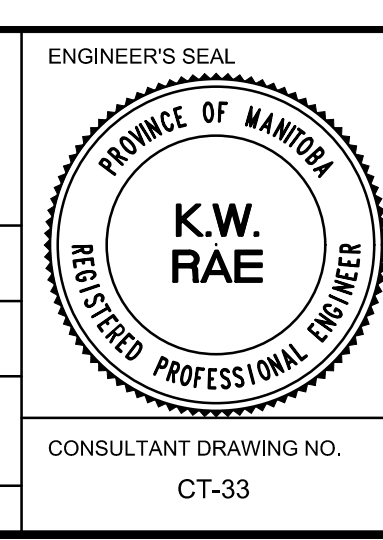 ENGINEER'S SEAL
PROVINCE OF MANITOBA
K.W.
RAE
REGISTERED PROFESSIONAL ENGINEER
CONSULTANT DRAWING NO.
CT-33